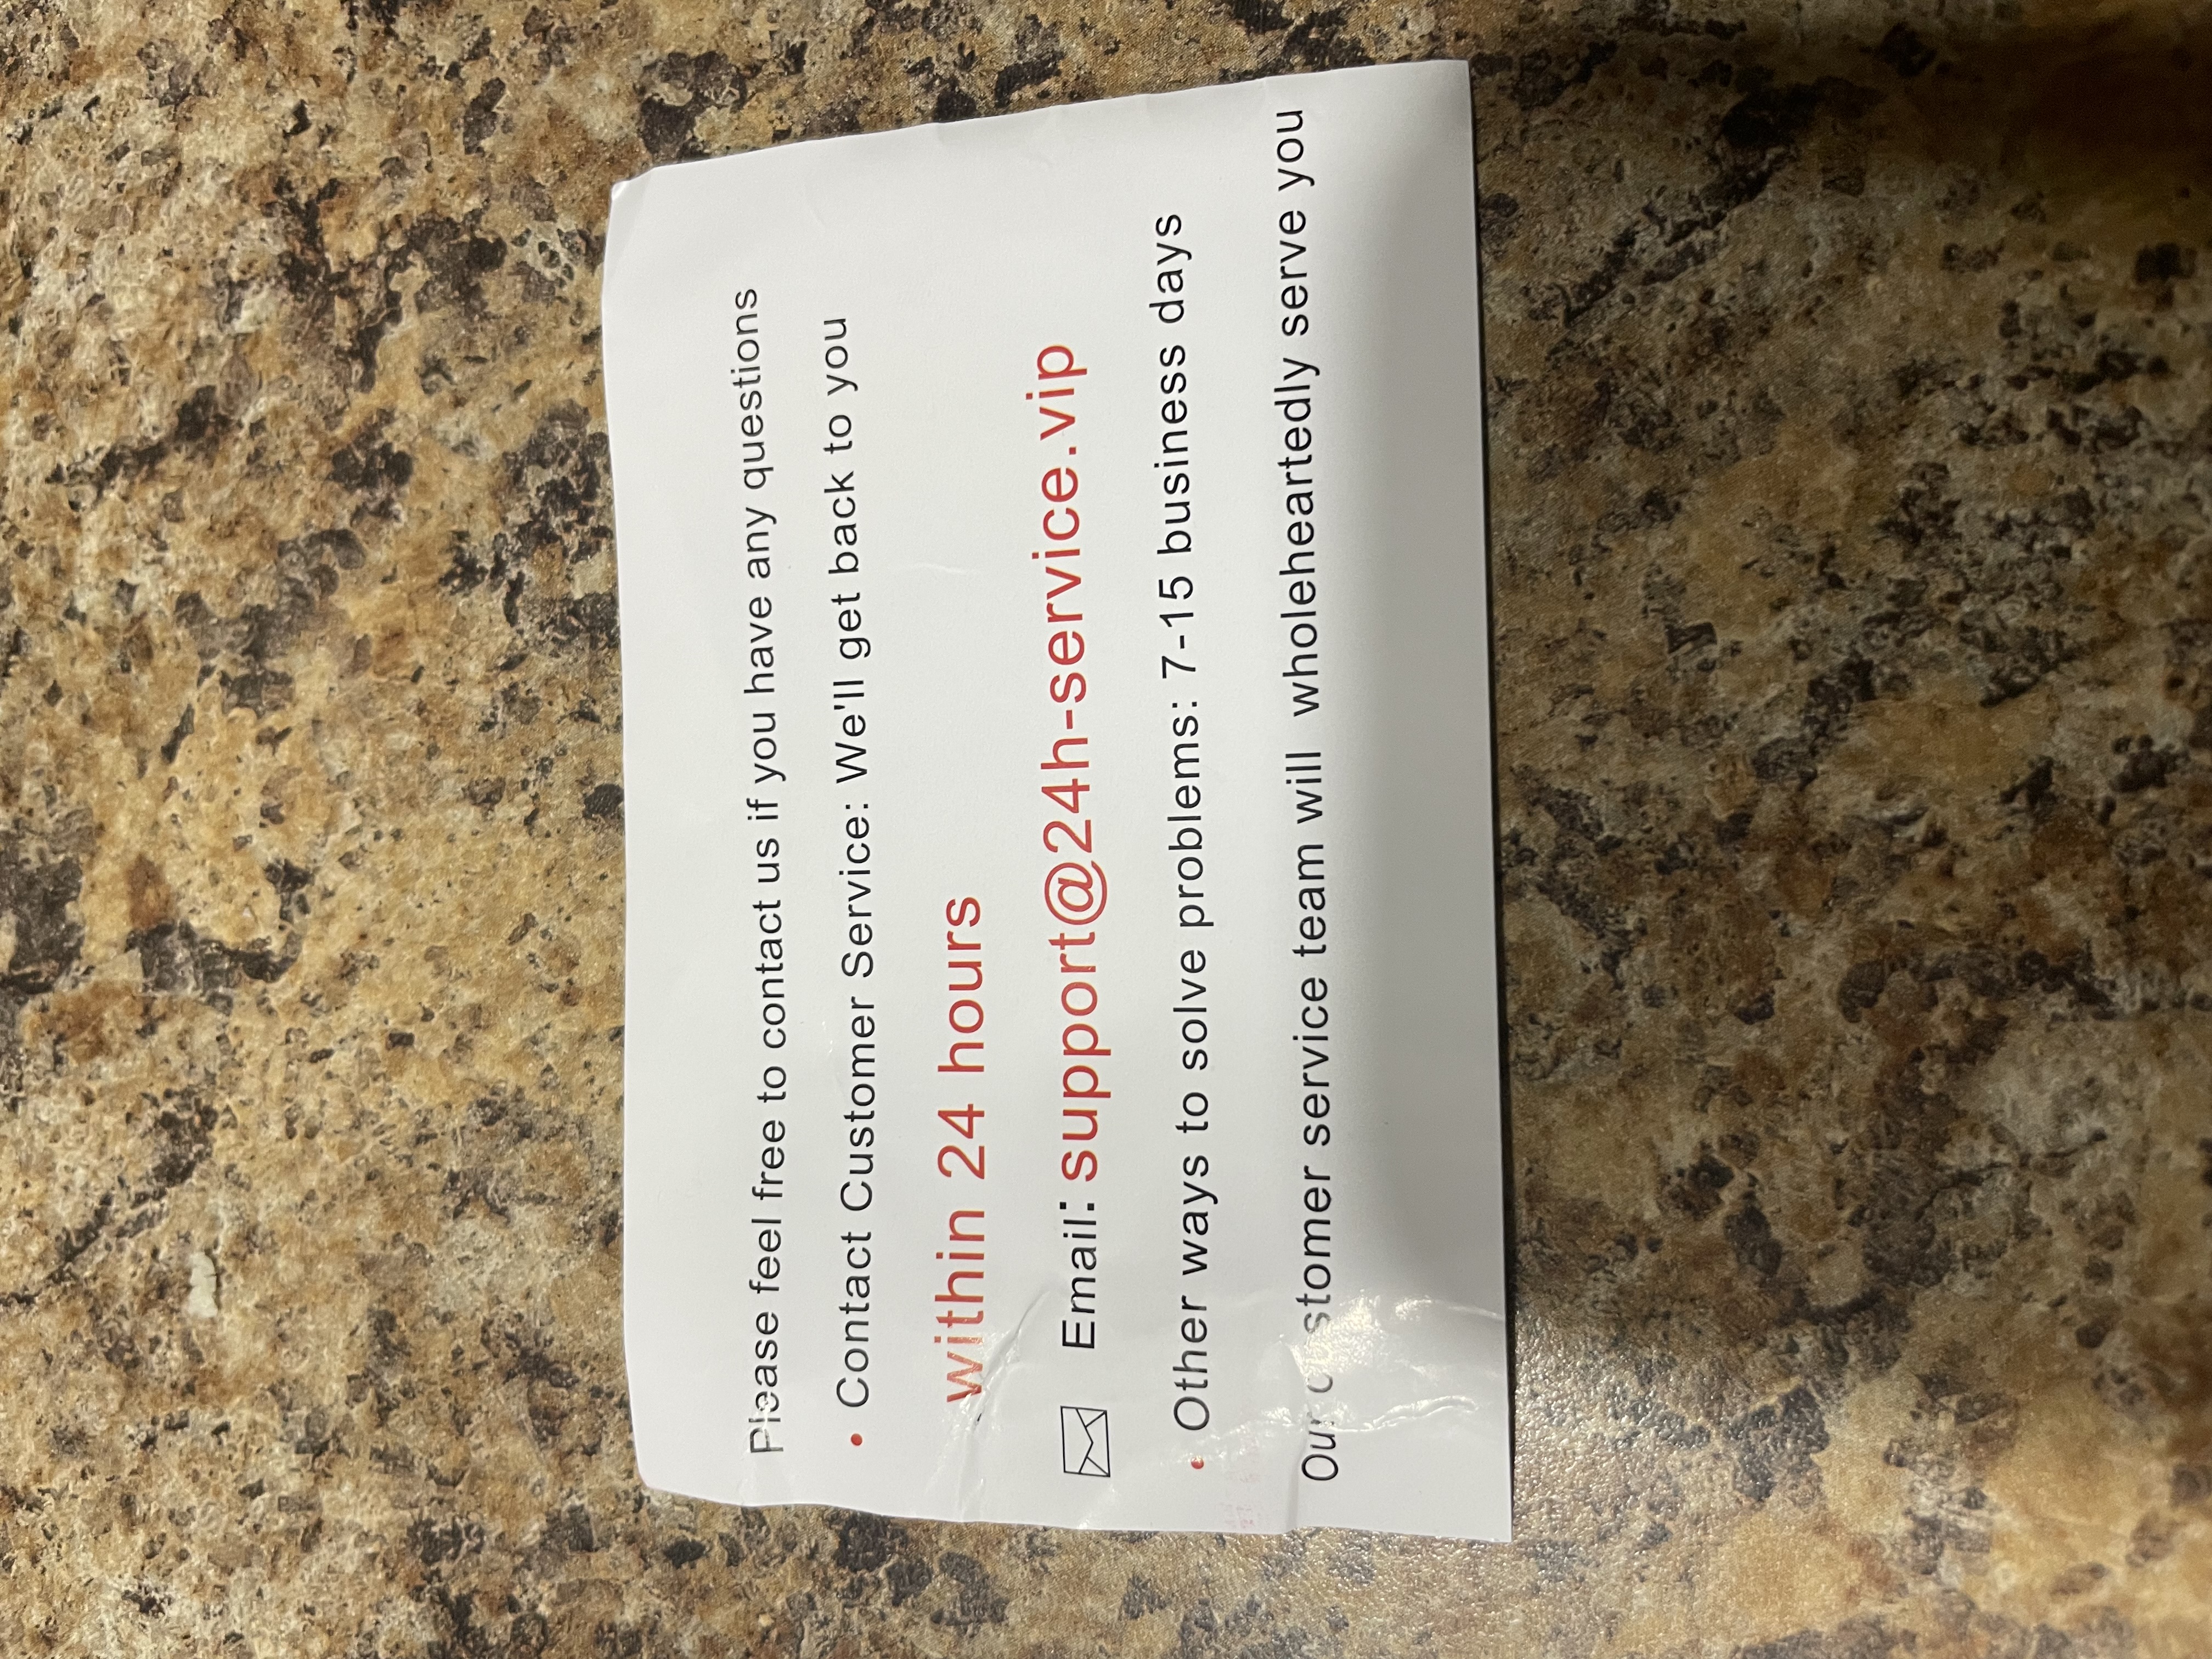 Please feel free to contact us if you have any questions
• Contact Customer Service: We'll get back to you
within 24 hours
Email: support@24h-service.vip
• Other ways to solve problems: 7-15 business days
Our customer service team will wholeheartedly serve you